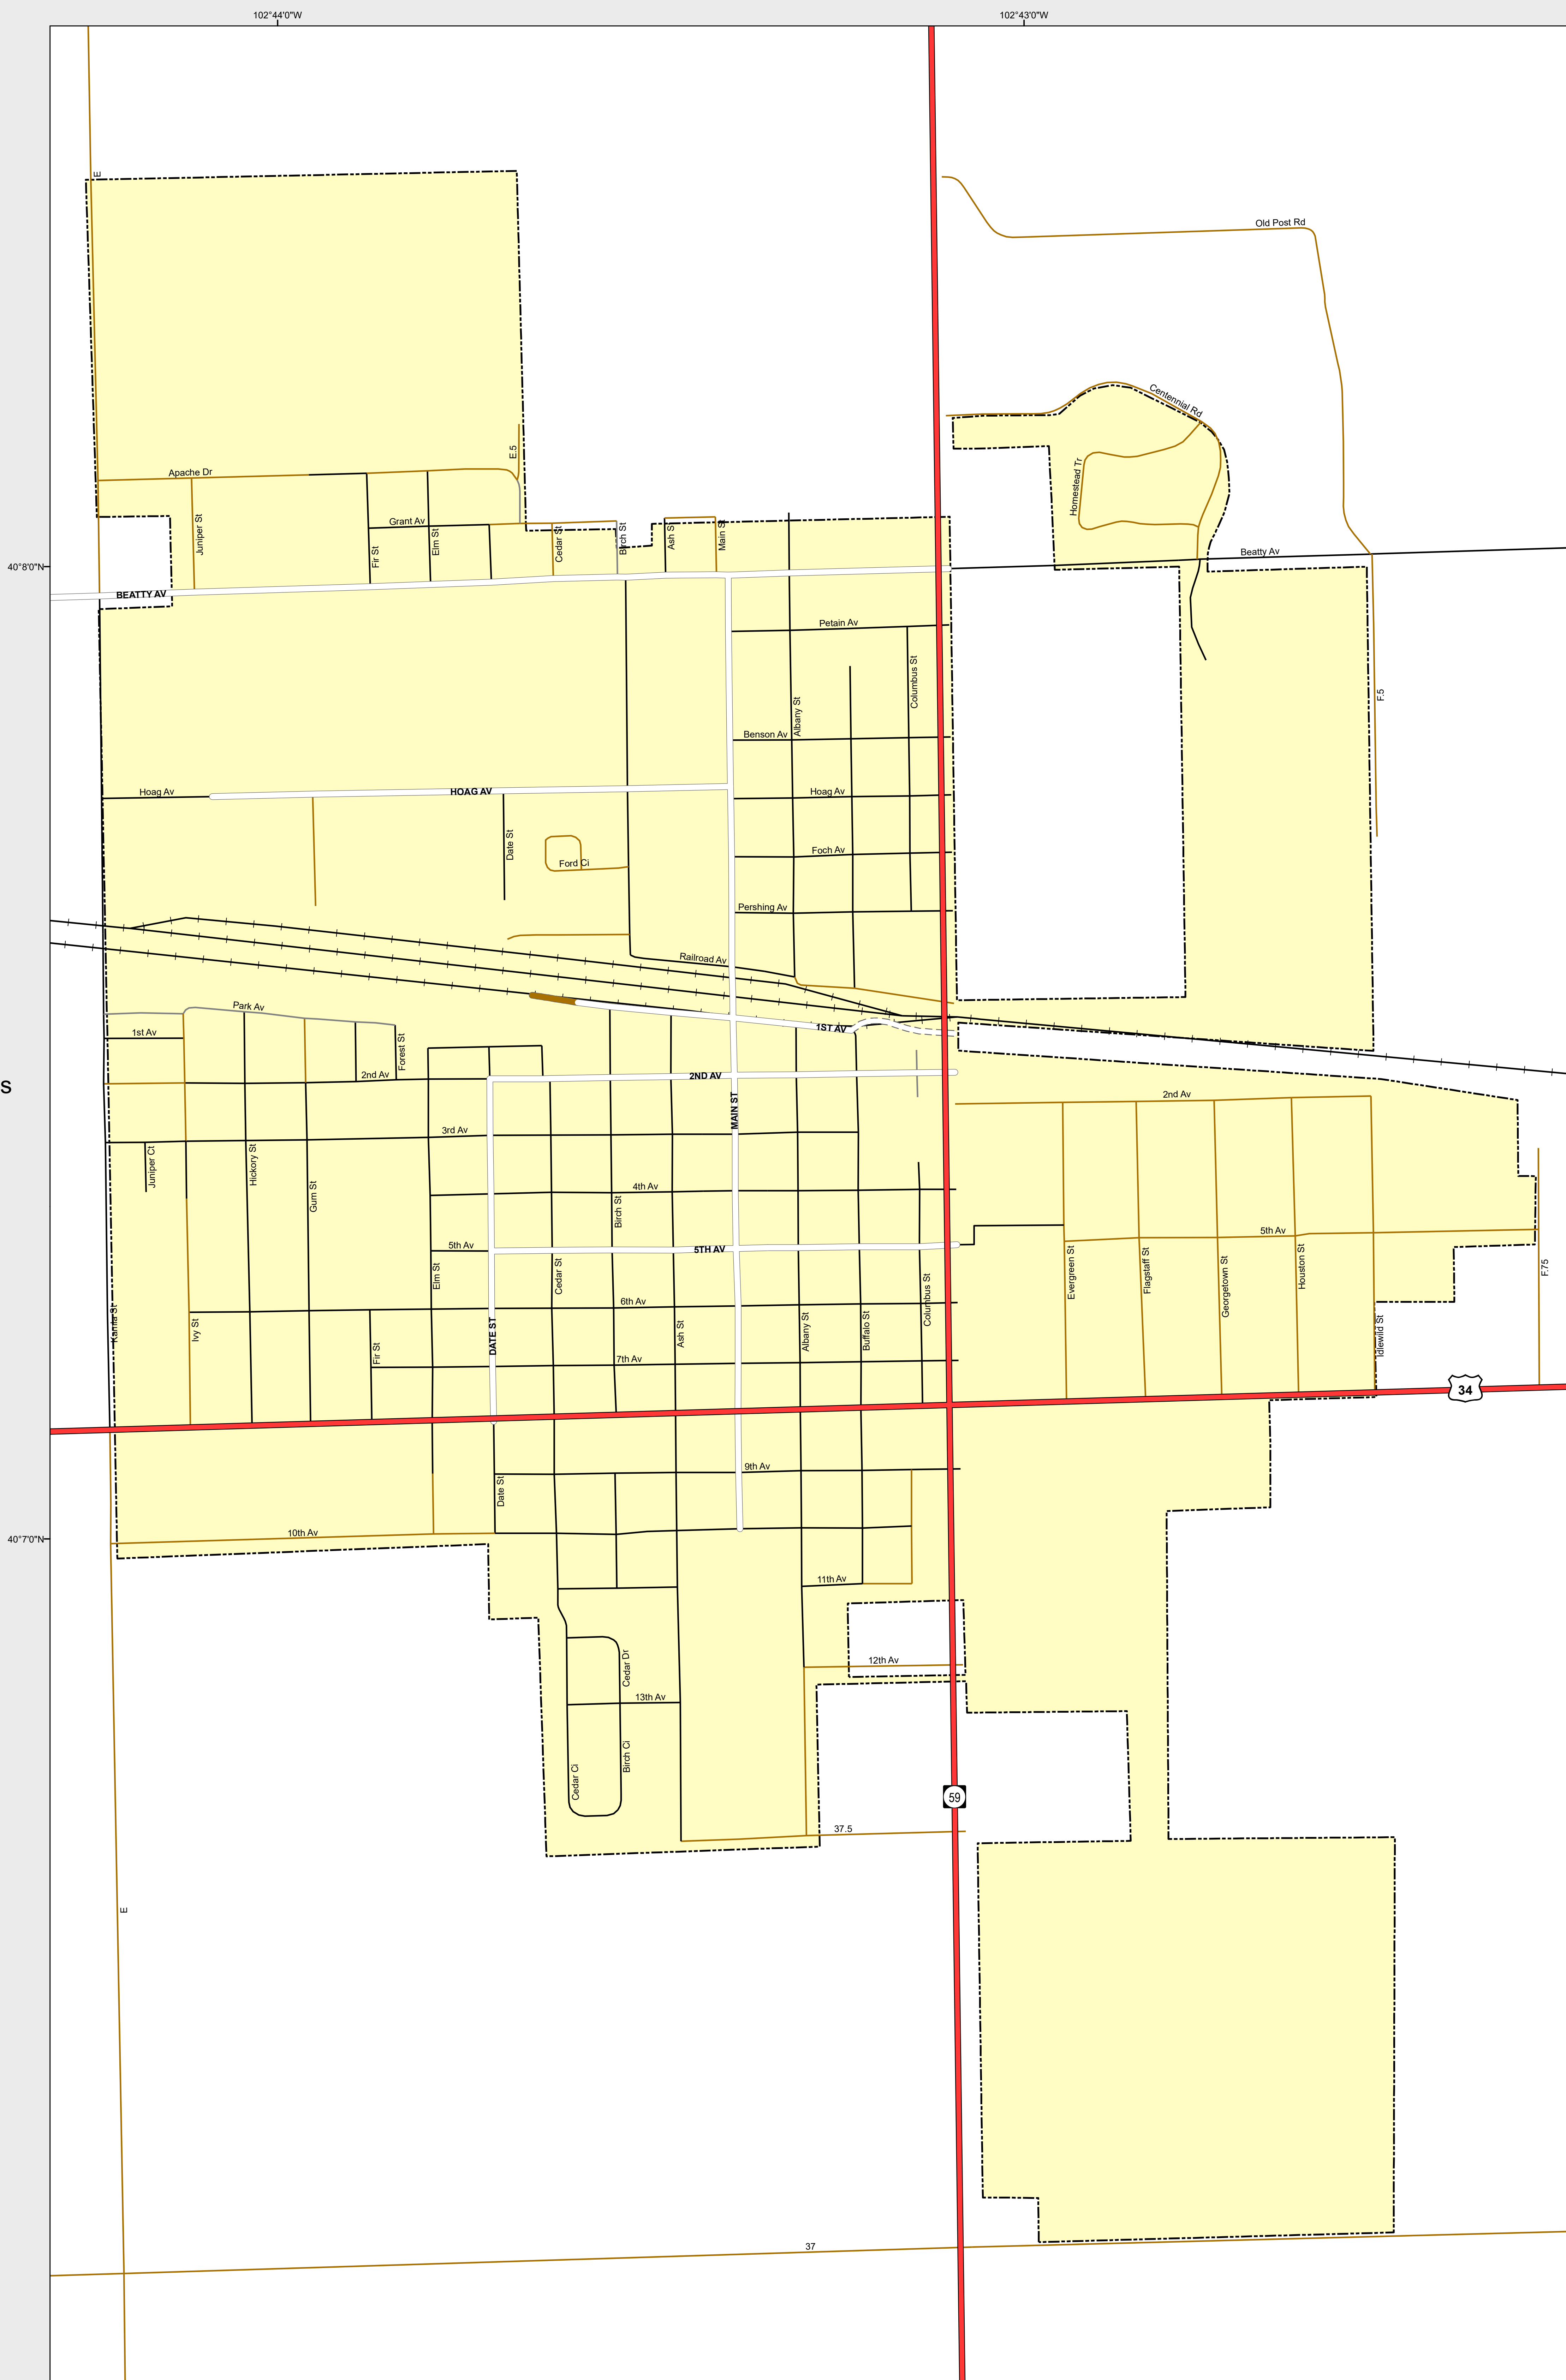 102°44'0"W
102°43'0"W
E
Old Post Rd
Centennial Rd
Apache Dr
E.5
Homestead Tr
Juniper St
Grant Av
Fir St
Elm St
Cedar St
Birch St
Ash St
Main St
Beatty Av
40°8'0"N
BEATTY AV
Petain Av
Columbus St
Albany St
F.5
Benson Av
Hoag Av
HOAG AV
Hoag Av
Date St
Foch Av
Ford Ci
Pershing Av
Railroad Av
Park Av
1st Av
Forest St
1ST AV
2nd Av
2ND AV
S
MAIN ST
2nd Av
3rd Av
Juniper Ct
Hickory St
Gum St
4th Av
Birch St
5th Av
5TH AV
5th Av
Elm St
Cedar St
Columbus St
Evergreen St
Flagstaff St
Georgetown St
Houston St
F.75
6th Av
Kanfla St
Ivy St
Fir St
DATE ST
Ash St
Albany St
Buffalo St
Idlewild St
7th Av
34
9th Av
Date St
40°7'0"N
10th Av
11th Av
12th Av
Cedar Dr
13th Av
Birch Ci
Cedar Ci
59
37.5
E
37